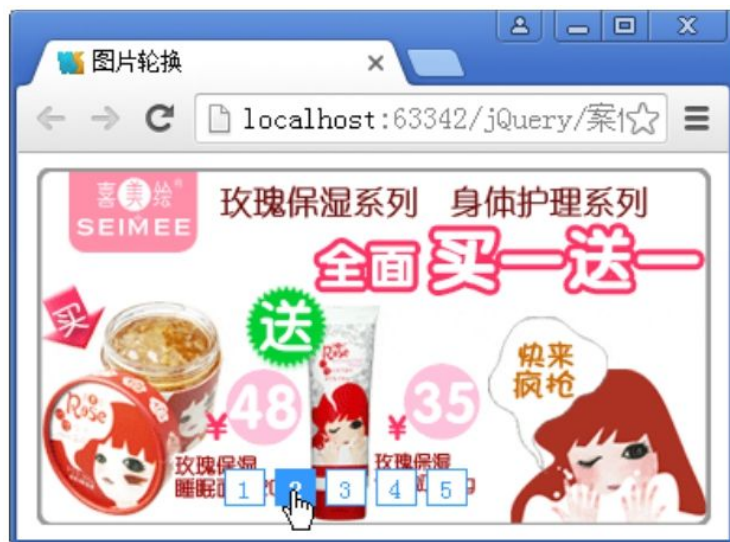 图片轮换
localhost:63342/jQuery/案
喜美绘®
SEIMEE
玫瑰保湿系列 身体护理系列
全面 买一送一
买
送
快来
疯抢
Rose
Rose
¥48
¥35
玫瑰保湿
睡眠
玫瑰保湿
1 2 3 4 5